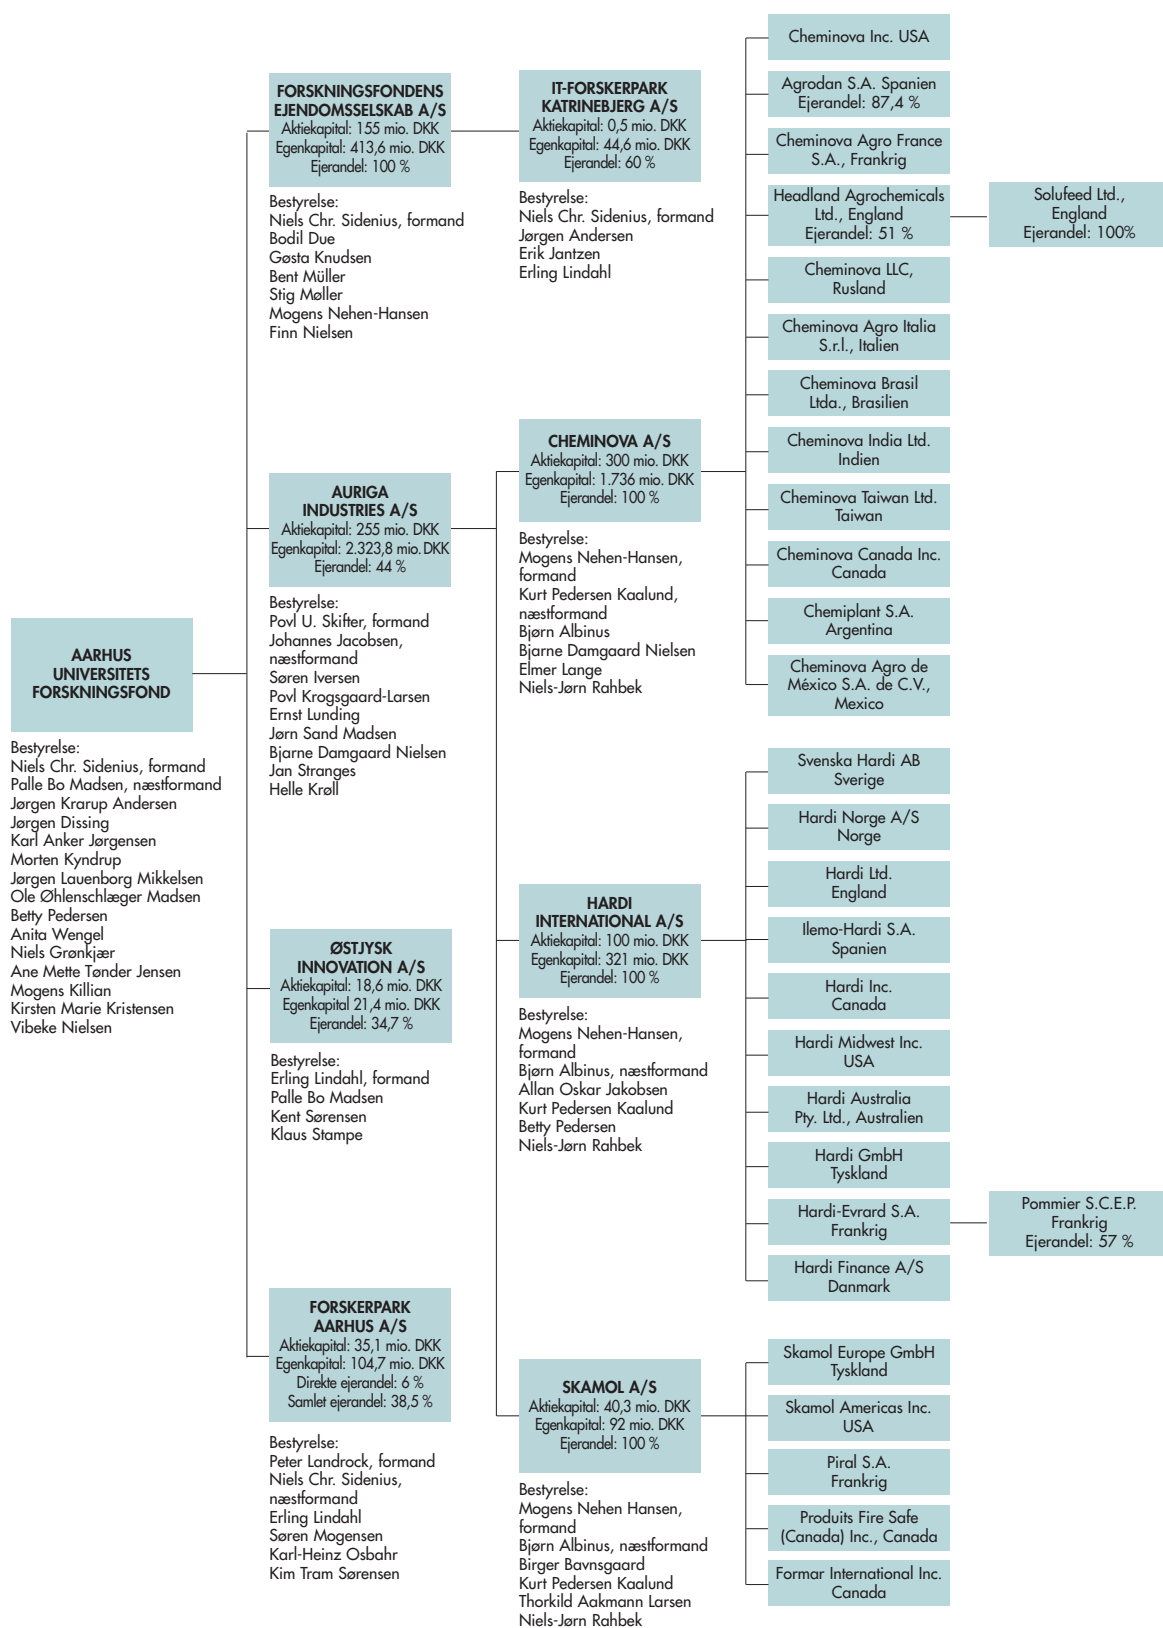 AARHUS
UNIVERSITETS
FORSKNINGSFOND
Bestyrelse:
Niels Chr. Sidenius, formand
Palle Bo Madsen, næstformand
Jørgen Krarup Andersen
Jørgen Dissing
Karl Anker Jørgensen
Morten Kyndrup
Jørgen Lauenborg Mikkelsen
Ole Øhlenschlæger Madsen
Betty Pedersen
Anita Wengel
Niels Grønkjær
Ane Mette Tønder Jensen
Mogens Killian
Kirsten Marie Kristensen
Vibeke Nielsen
FORSKNINGSFONDENS
EJENDOMSSELSKAB A/S
Aktiekapital: 155 mio. DKK
Egenkapital: 413,6 mio. DKK
Ejerandel: 100 %
Bestyrelse:
Niels Chr. Sidenius, formand
Bodil Due
Gøsta Knudsen
Bent Müller
Stig Møller
Mogens Nehen-Hansen
Finn Nielsen
AURIGA
INDUSTRIES A/S
Aktiekapital: 255 mio. DKK
Egenkapital: 2.323,8 mio. DKK
Ejerandel: 44 %
Bestyrelse:
Povl U. Skifter, formand
Johannes Jacobsen,
næstformand
Søren Iversen
Povl Krogsgaard-Larsen
Ernst Lunding
Jørn Sand Madsen
Bjarne Damgaard Nielsen
Jan Stranges
Helle Krøll
ØSTJYSK
INNOVATION A/S
Aktiekapital: 18,6 mio. DKK
Egenkapital 21,4 mio. DKK
Ejerandel: 34,7 %
Bestyrelse:
Erling Lindahl, formand
Palle Bo Madsen
Kent Sørensen
Klaus Stampe
FORSKERPARK
AARHUS A/S
Aktiekapital: 35,1 mio. DKK
Egenkapital: 104,7 mio. DKK
Direkte ejerandel: 6 %
Samlet ejerandel: 38,5 %
Bestyrelse:
Peter Landrock, formand
Niels Chr. Sidenius,
næstformand
Erling Lindahl
Søren Mogensen
Karl-Heinz Osbahr
Kim Tram Sørensen
IT-FORSKERPARK
KATRINEBJERG A/S
Aktiekapital: 0,5 mio. DKK
Egenkapital: 44,6 mio. DKK
Ejerandel: 60 %
Bestyrelse:
Niels Chr. Sidenius, formand
Jørgen Andersen
Erik Jantzen
Erling Lindahl
CHEMINOVA A/S
Aktiekapital: 300 mio. DKK
Egenkapital: 1.736 mio. DKK
Ejerandel: 100 %
Bestyrelse:
Mogens Nehen-Hansen,
formand
Kurt Pedersen Kaalund,
næstformand
Bjørn Albinus
Bjarne Damgaard Nielsen
Elmer Lange
Niels-Jørn Rahbek
HARDI
INTERNATIONAL A/S
Aktiekapital: 100 mio. DKK
Egenkapital: 321 mio. DKK
Ejerandel: 100 %
Bestyrelse:
Mogens Nehen-Hansen,
formand
Bjørn Albinus, næstformand
Allan Oskar Jakobsen
Kurt Pedersen Kaalund
Betty Pedersen
Niels-Jørn Rahbek
SKAMOL A/S
Aktiekapital: 40,3 mio. DKK
Egenkapital: 92 mio. DKK
Ejerandel: 100 %
Bestyrelse:
Mogens Nehen Hansen,
formand
Bjørn Albinus, næstformand
Birger Bavnsgaard
Kurt Pedersen Kaalund
Thorkild Aakmann Larsen
Niels-Jørn Rahbek
Cheminova Inc. USA
Agrodan S.A. Spanien
Ejerandel: 87,4 %
Cheminova Agro France
S.A., Frankrig
Headland Agrochemicals
Ltd., England
Ejerandel: 51 %
Cheminova LLC,
Rusland
Cheminova Agro Italia
S.r.l., Italien
Cheminova Brasil
Ltda., Brasilien
Cheminova India Ltd.
Indien
Cheminova Taiwan Ltd.
Taiwan
Cheminova Canada Inc.
Canada
Chemiplant S.A.
Argentina
Cheminova Agro de
México S.A. de C.V.,
Mexico
Svenska Hardi AB
Sverige
Hardi Norge A/S
Norge
Hardi Ltd.
England
Ilemo-Hardi S.A.
Spanien
Hardi Inc.
Canada
Hardi Midwest Inc.
USA
Hardi Australia
Pty. Ltd., Australien
Hardi GmbH
Tyskland
Hardi-Evrard S.A.
Frankrig
Hardi Finance A/S
Danmark
Skamol Europe GmbH
Tyskland
Skamol Americas Inc.
USA
Piral S.A.
Frankrig
Produits Fire Safe
(Canada) Inc., Canada
Formar International Inc.
Canada
Solufeed Ltd.,
England
Ejerandel: 100%
Pommier S.C.E.P.
Frankrig
Ejerandel: 57 %